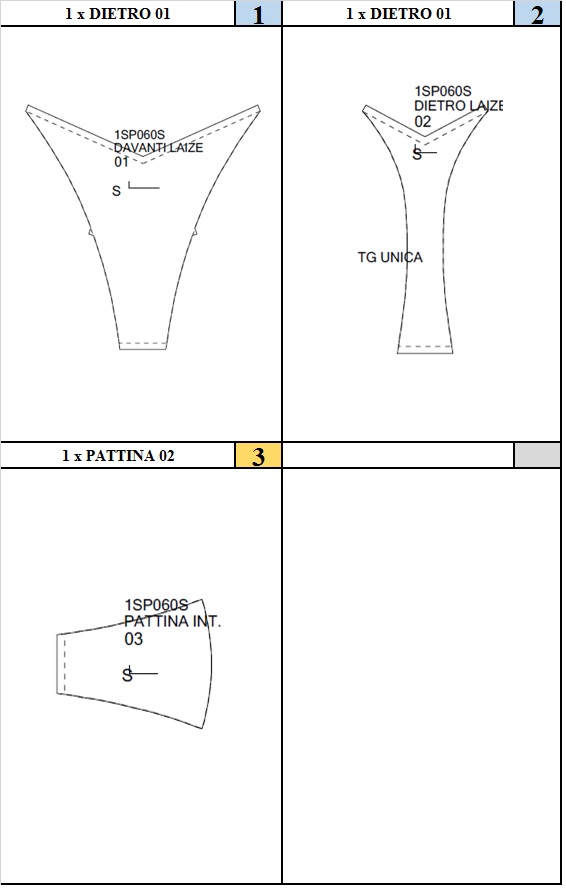 1 x DIETRO 01
1
1 x DIETRO 01
2
1SP060S
DAVANTI LAIZE
01
S
1SP060S
DIETRO LAIZE
02
S
TG UNICA
1 x PATTINA 02
3
1SP060S
PATTINA INT.
03
S